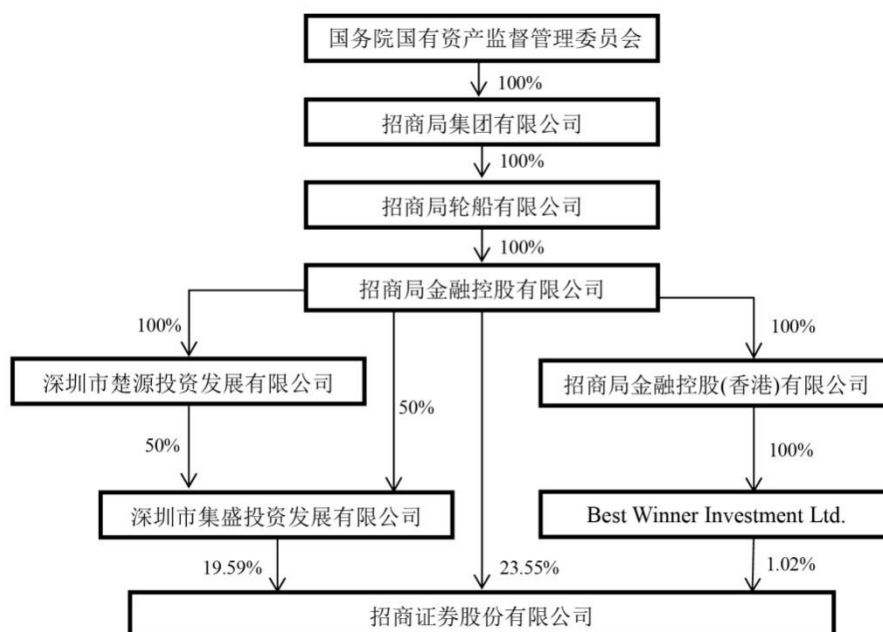 国务院国有资产监督管理委员会
100%
招商局集团有限公司
100%
招商局轮船有限公司
100%
招商局金融控股有限公司
100%
100%
深圳市楚源投资发展有限公司
招商局金融控股(香港)有限公司
50%
50%
100%
深圳市集盛投资发展有限公司
Best Winner Investment Ltd.
19.59%
23.55%
1.02%
招商证券股份有限公司